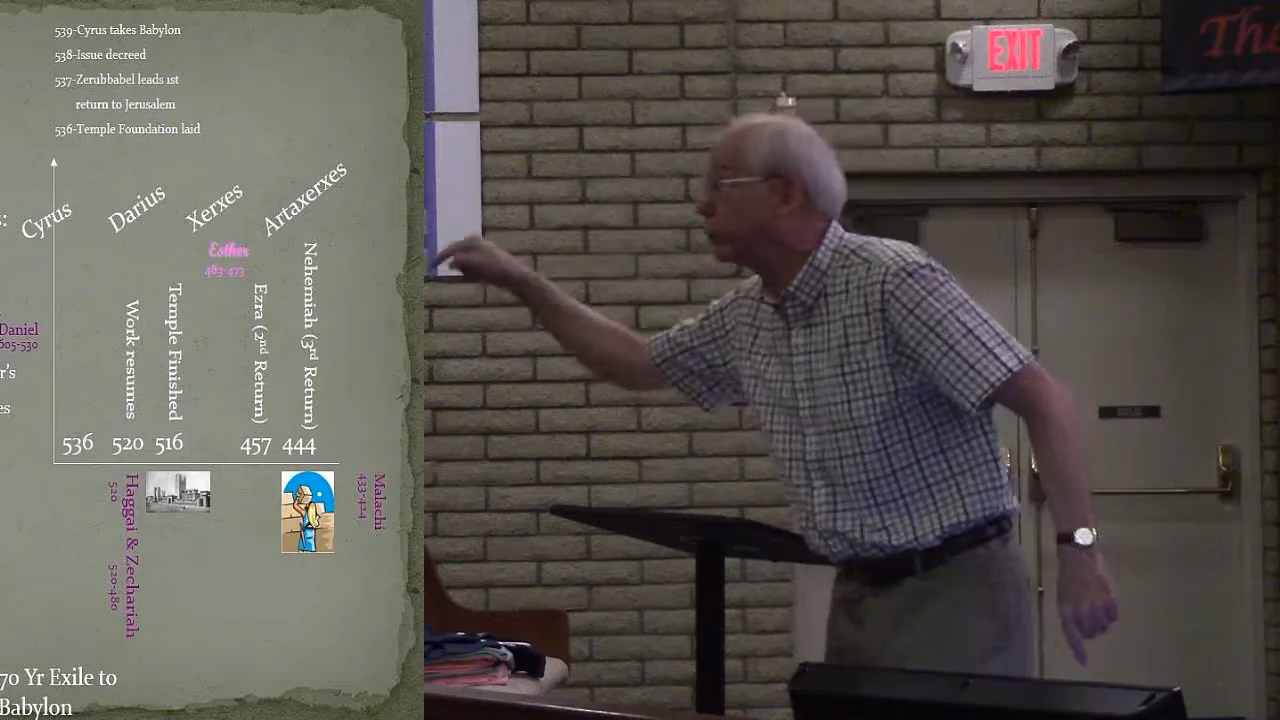 539-Cyrus takes Babylon
538-Issue decreed
537-Zerubbabel leads 1st
return to Jerusalem
536-Temple Foundation laid
s:
Cyrus
Darius
Xerxes
Artaxerxes
Esther
483-473
Daniel
605-530
r's
es
Work resumes
Temple Finished
Ezra (2nd Return)
Nehemiah (3rd Return)
536 520 516 457 444
Haggai & Zechariah
520
520-480
Malachi
433-424
70 Yr Exile to
Babylon
EXIT
The